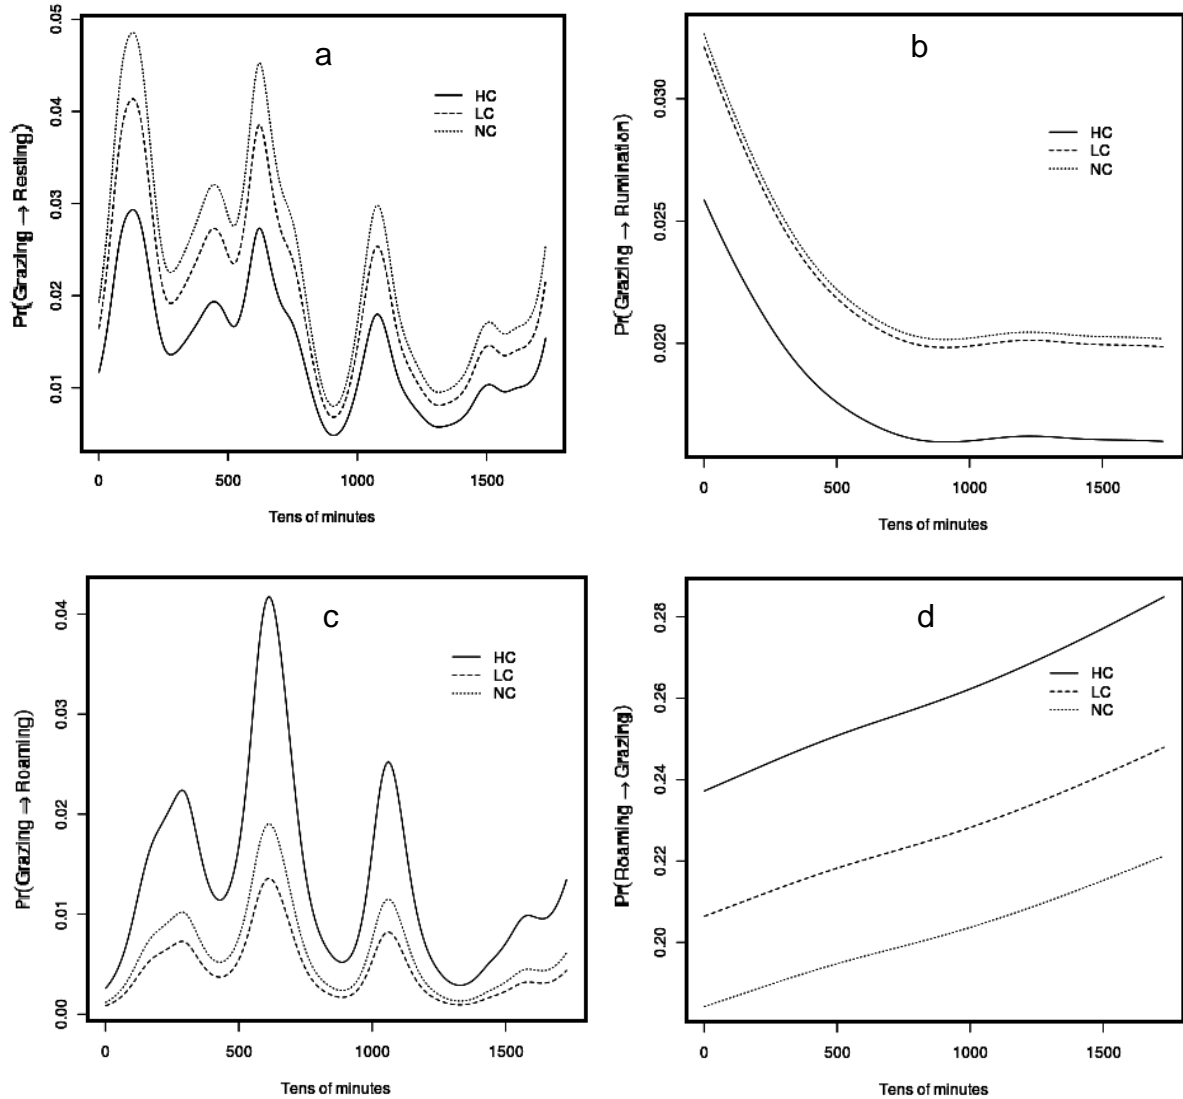 a
HC
LC
NC
Pr(Grazing → Resting)
0.05
0.04
0.03
0.02
0.01
0
500
1000
1500
Tens of minutes
b
HC
LC
NC
Pr(Grazing → Rumination)
0.030
0.025
0.020
0
500
1000
1500
Tens of minutes
c
HC
LC
NC
Pr(Grazing → Roaming)
0.04
0.03
0.02
0.01
0.00
0
500
1000
1500
Tens of minutes
d
HC
LC
NC
Pr(Roaming → Grazing)
0.28
0.26
0.24
0.22
0.20
0
500
1000
1500
Tens of minutes